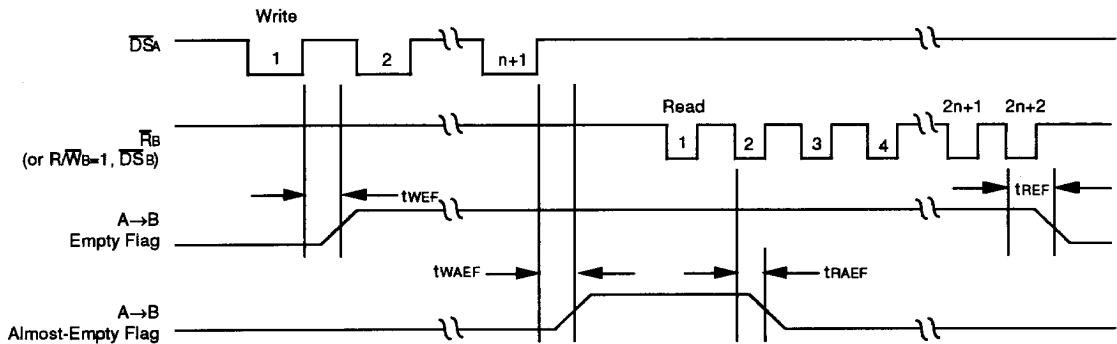 Write
DSA
1 2 n+1
Read 2n+1 2n+2
RB
(or R/WB=1, DSB)
1 2 3 4
tWEF tREF
A→B
Empty Flag
tWAEF tRAEF
A→B
Almost-Empty Flag